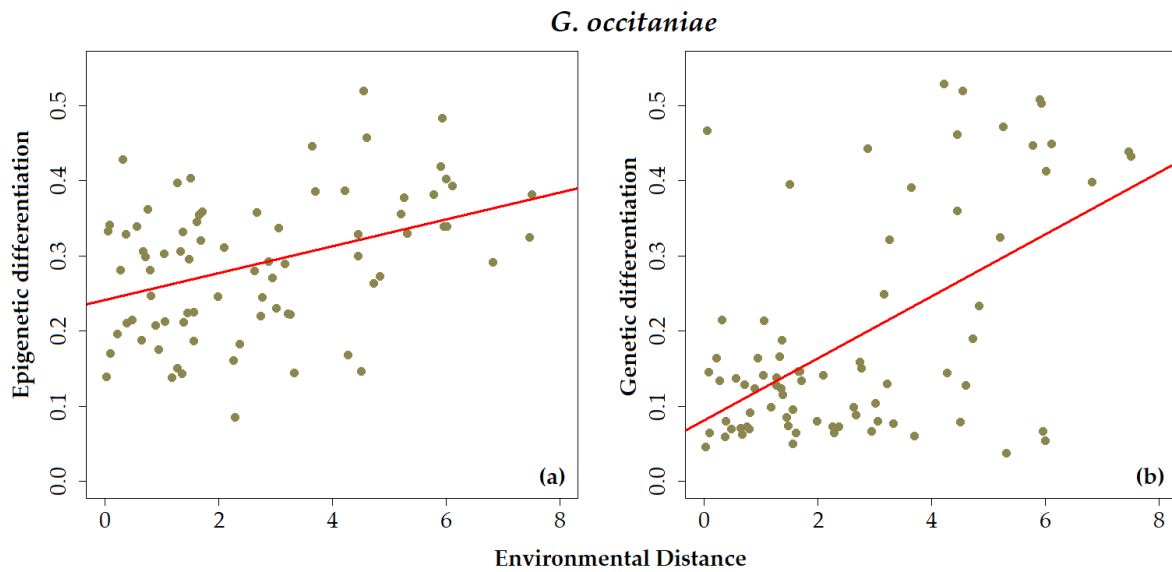 G. occitaniae
Epigenetic differentiation
0.0 0.1 0.2 0.3 0.4 0.5
(a)
0 2 4 6 8
Genetic differentiation
0.0 0.1 0.2 0.3 0.4 0.5
(b)
0 2 4 6 8
Environmental Distance